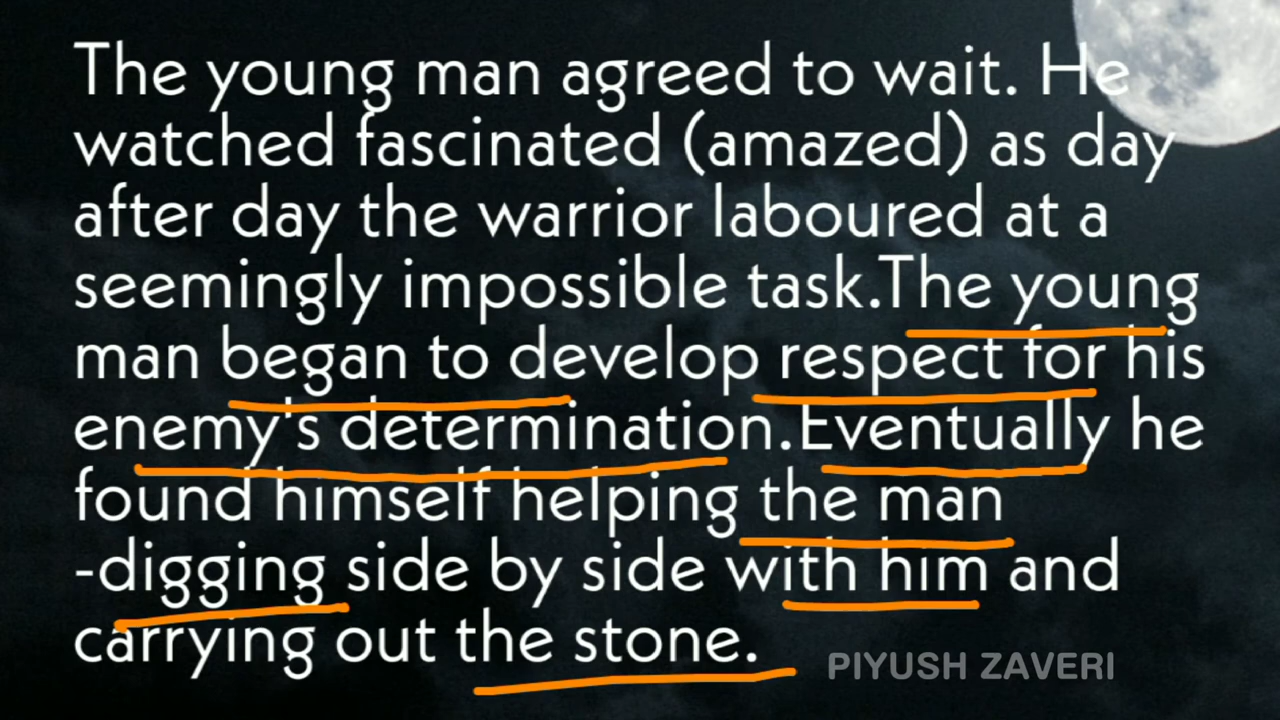 The young man agreed to wait. He
watched fascinated (amazed) as day
after day the warrior laboured at a
seemingly impossible task.The young
man began to develop respect for his
enemy's determination.Eventually he
found himself helping the man
-digging side by side with him and
carrying out the stone.
PIYUSH ZAVERI